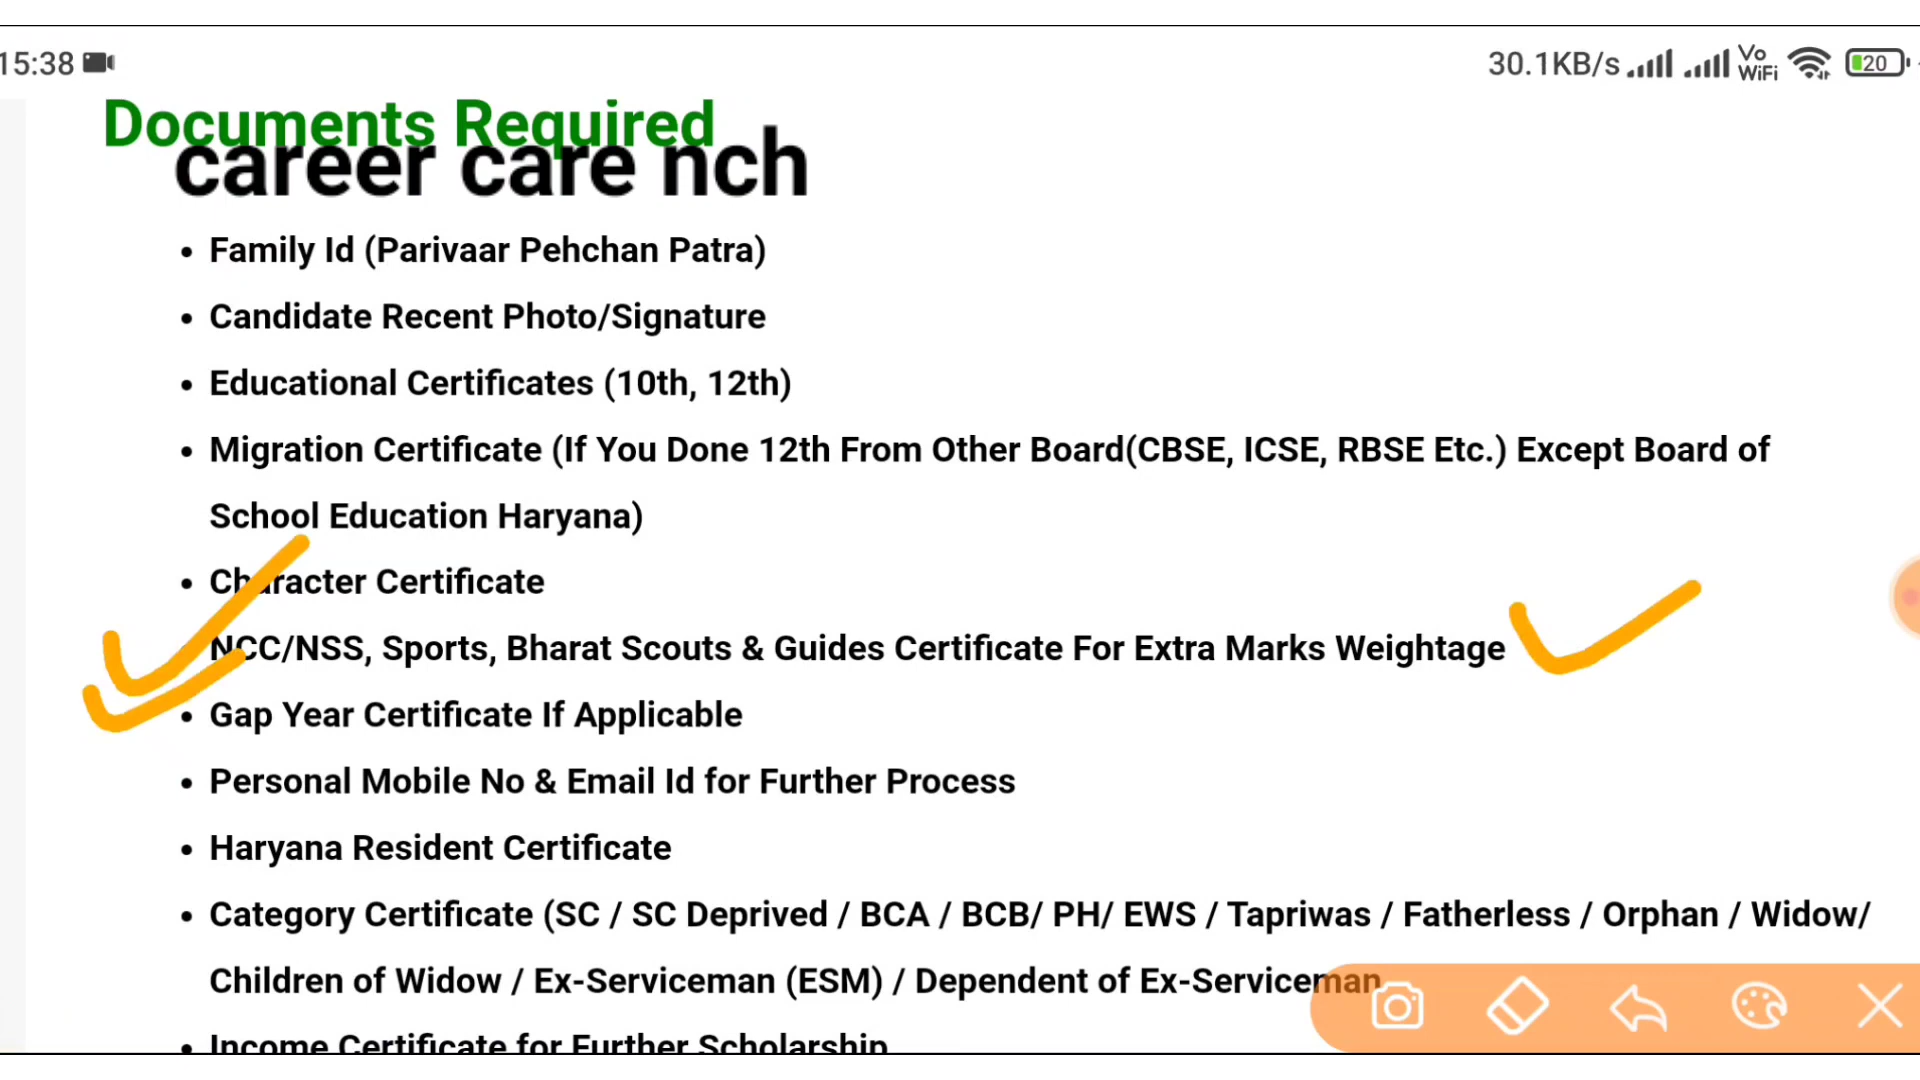 15:38
30.1KB/s Vo WiFi 20
Documents Required
career care nch
• Family Id (Parivaar Pehchan Patra)
• Candidate Recent Photo/Signature
• Educational Certificates (10th, 12th)
• Migration Certificate (If You Done 12th From Other Board(CBSE, ICSE, RBSE Etc.) Except Board of
School Education Haryana)
• Character Certificate
NCC/NSS, Sports, Bharat Scouts & Guides Certificate For Extra Marks Weightage
• Gap Year Certificate If Applicable
• Personal Mobile No & Email Id for Further Process
• Haryana Resident Certificate
• Category Certificate (SC / SC Deprived / BCA / BCB/ PH/ EWS / Tapriwas / Fatherless / Orphan / Widow/
Children of Widow / Ex-Serviceman (ESM) / Dependent of Ex-Serviceman
• Income Certificate for Further Scholarship